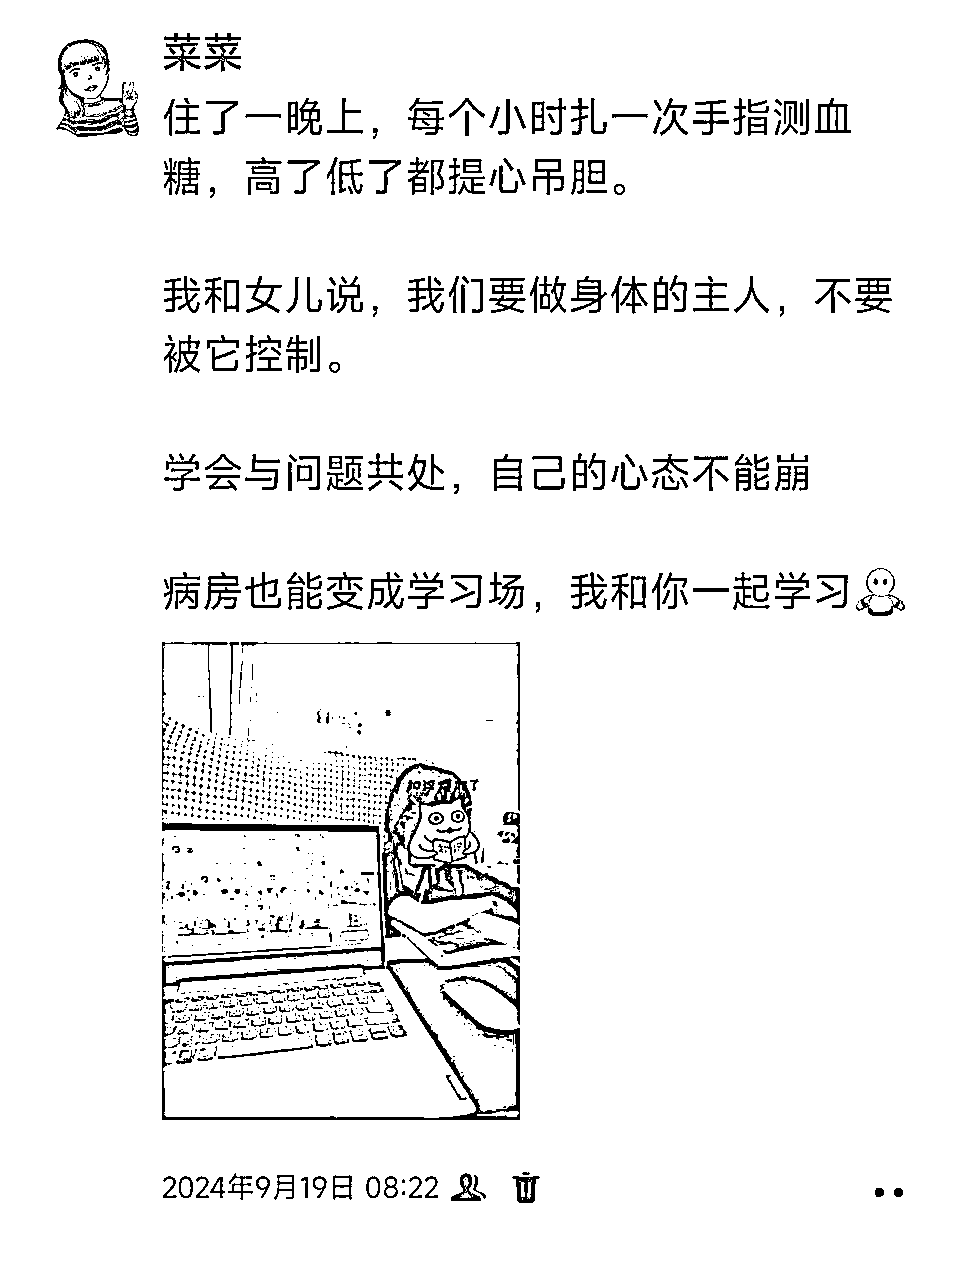 菜菜
住了一晚上，每个小时扎一次手指测血
糖，高了低了都提心吊胆。
我和女儿说，我们要做身体的主人，不要
被它控制。
学会与问题共处，自己的心态不能崩
病房也能变成学习场，我和你一起学习
2024年9月19日 08:22